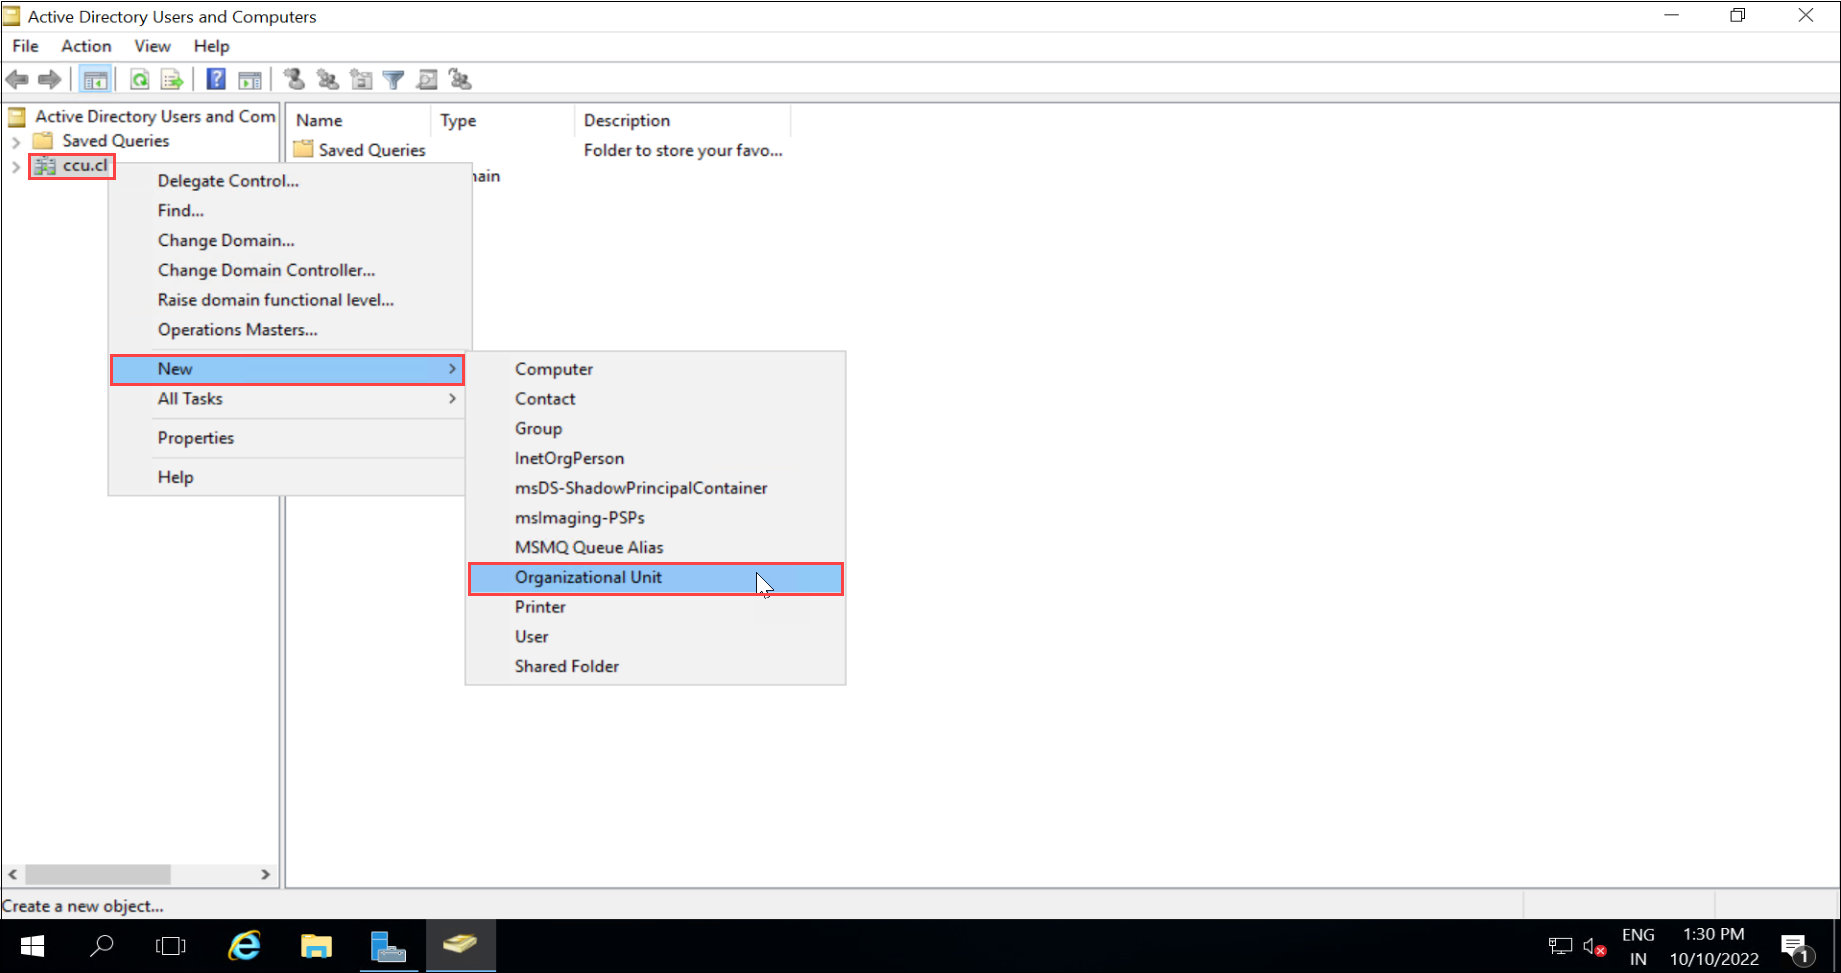 Active Directory Users and Computers
File Action View Help
Active Directory Users and Com
Saved Queries
ccu.cl
Name Type Description
Saved Queries Folder to store your favo...
Delegate Control...
Find...
Change Domain...
Change Domain Controller...
Raise domain functional level...
Operations Masters...
New
All Tasks
Properties
Help
Computer
Contact
Group
InetOrgPerson
msDS-ShadowPrincipalContainer
msImaging-PSPs
MSMQ Queue Alias
Organizational Unit
Printer
User
Shared Folder
Create a new object...
ENG
IN
1:30 PM
10/10/2022
1